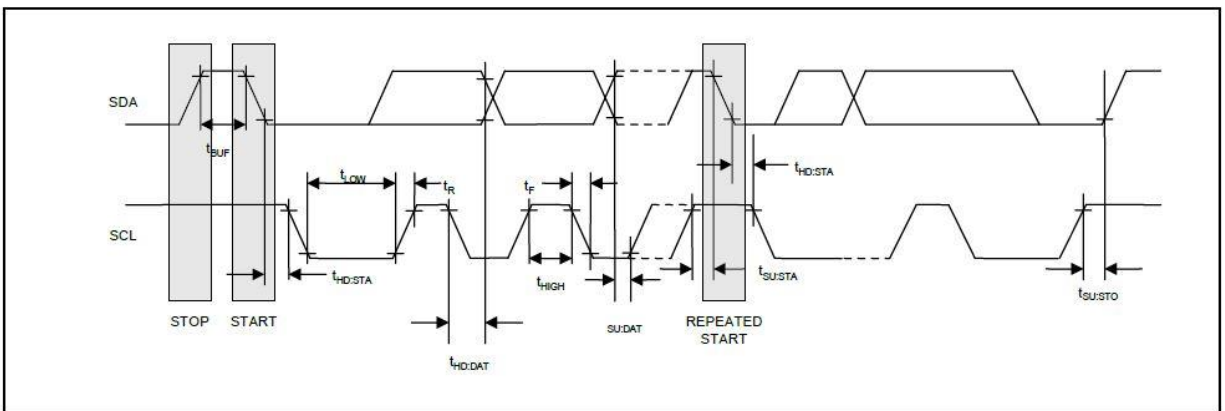 SDA
tBUF
tLOW
tR
tF
tHD:STA
SCL
tHD:STA
tHIGH
tSU:STA
tSU:STO
STOP
START
SU:DAT
REPEATED
START
tHD:DAT